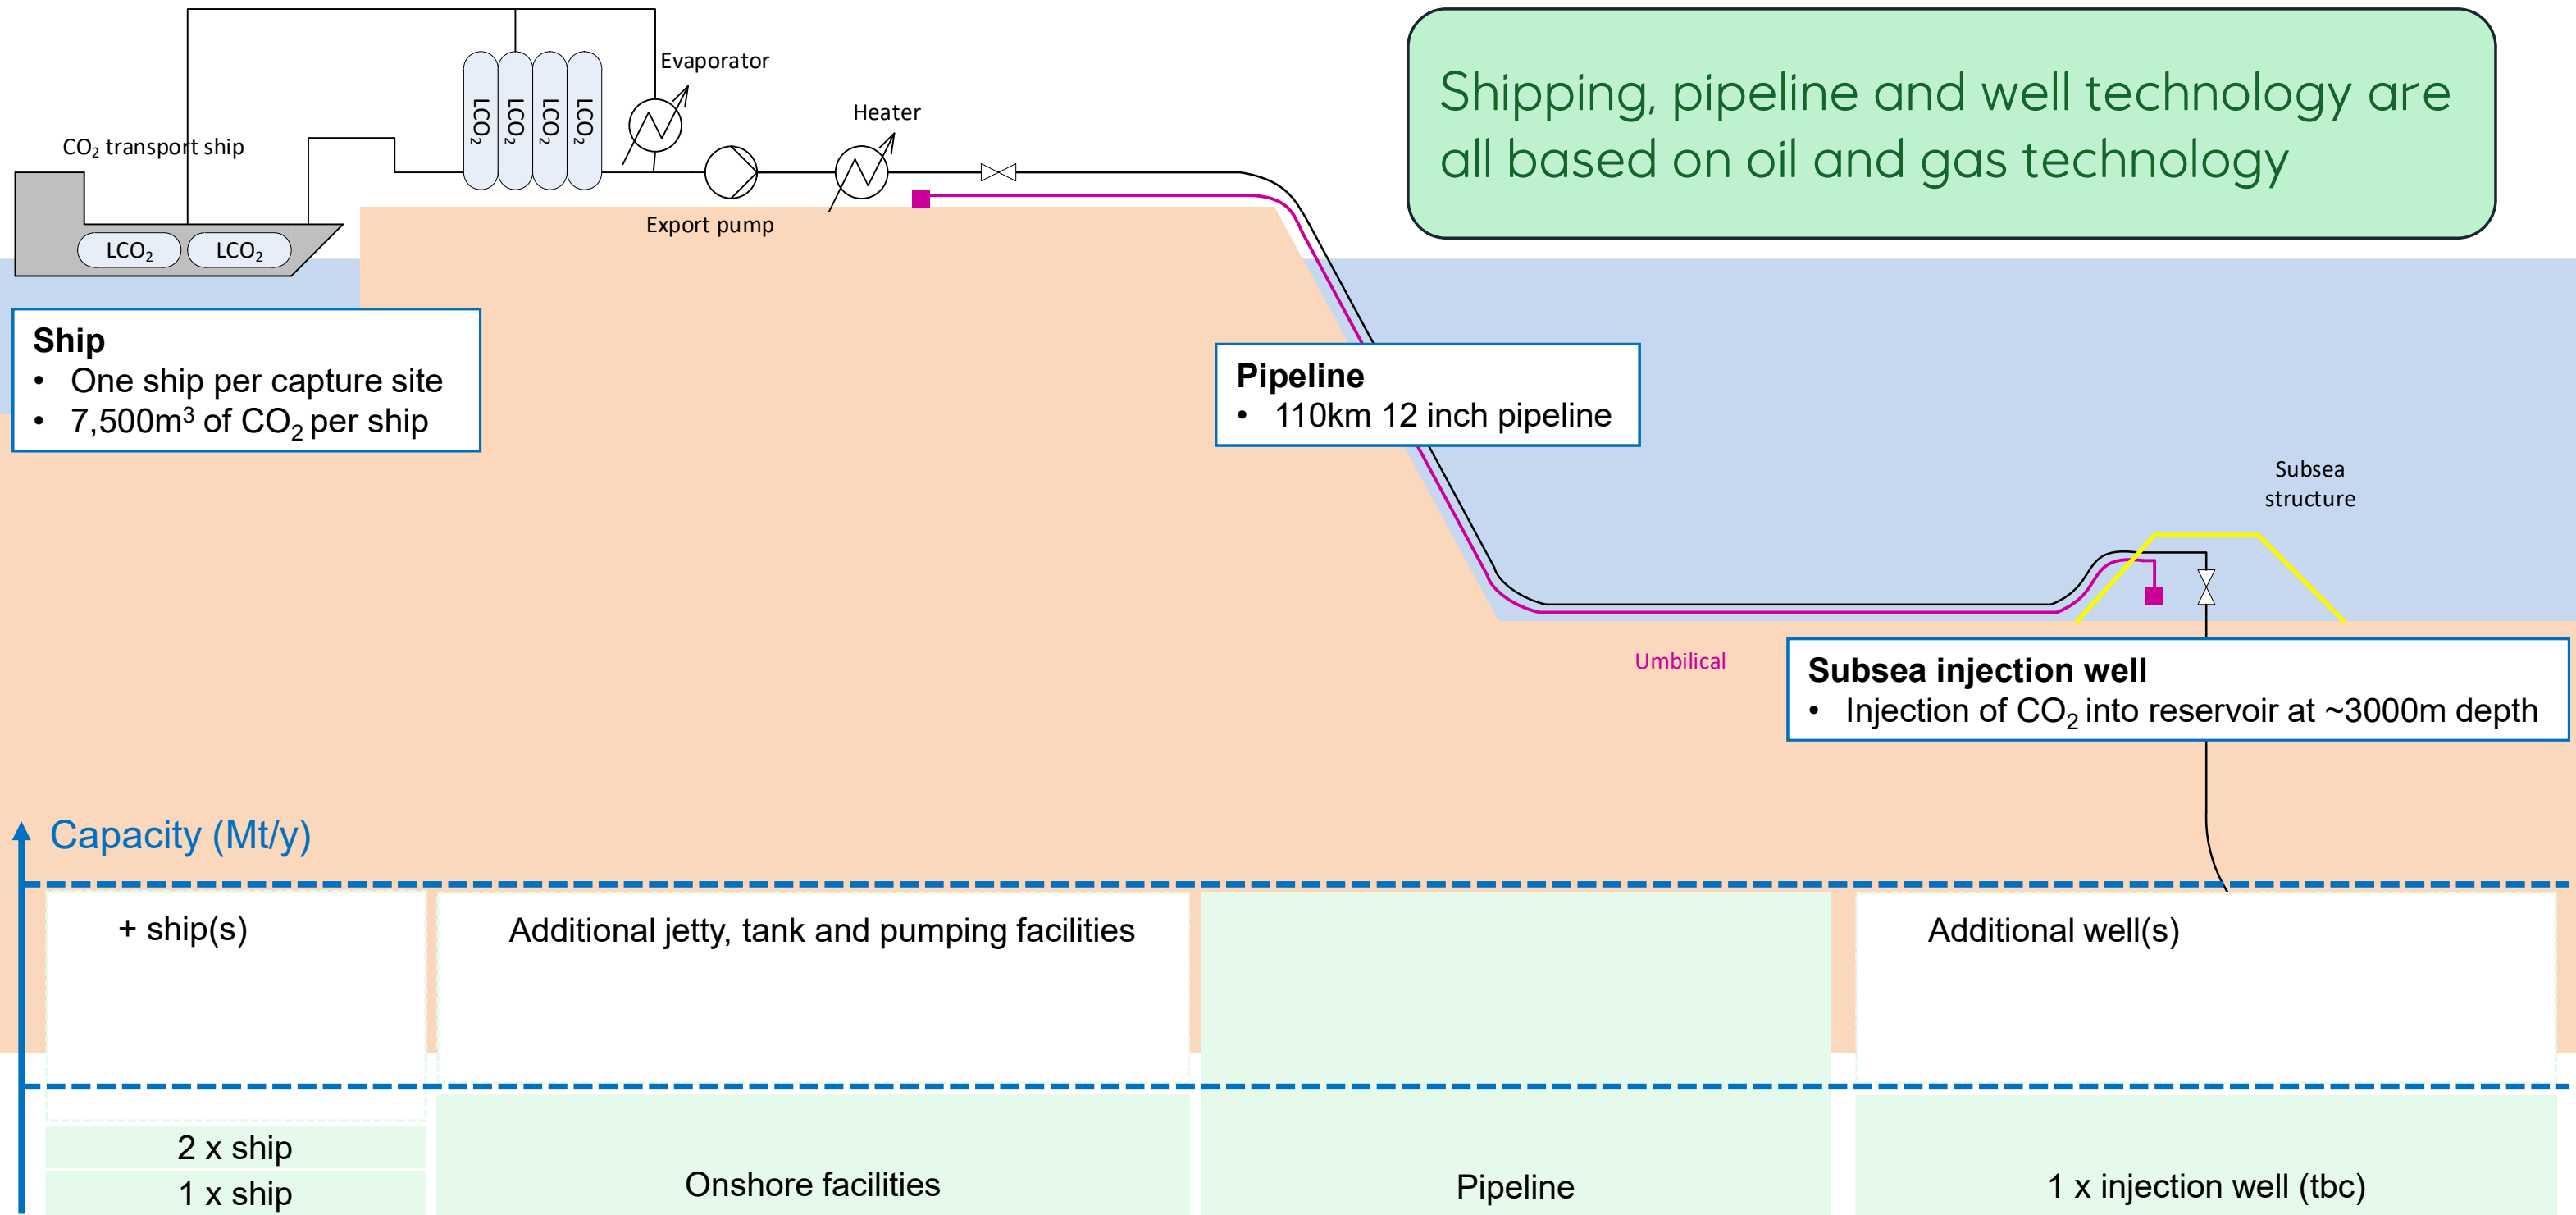 Shipping, pipeline and well technology are
all based on oil and gas technology
Evaporator
Heater
CO₂ transport ship
LCO₂
LCO₂
LCO₂
LCO₂
Export pump
LCO₂
LCO₂
Ship
• One ship per capture site
• 7,500m³ of CO₂ per ship
Pipeline
• 110km 12 inch pipeline
Subsea
structure
Umbilical
Subsea injection well
• Injection of CO₂ into reservoir at ~3000m depth
Capacity (Mt/y)
+ ship(s)
Additional jetty, tank and pumping facilities
Additional well(s)
2 x ship
1 x ship
Onshore facilities
Pipeline
1 x injection well (tbc)